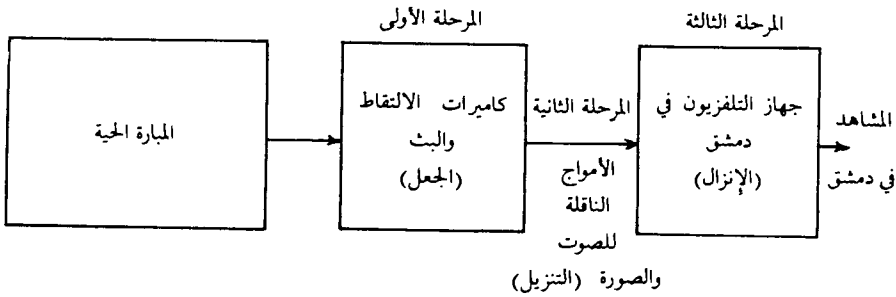 المرحلة الأولى
المرحلة الثالثة
المبارة الحية
كاميرات الالتقاط
والبث
(الجعل)
المرحلة الثانية
الأمواج
الناقلة
للصوت
والصورة (التنزيل)
جهاز التلفزيون في
دمشق
(الإنزال)
المشاهد
في دمشق